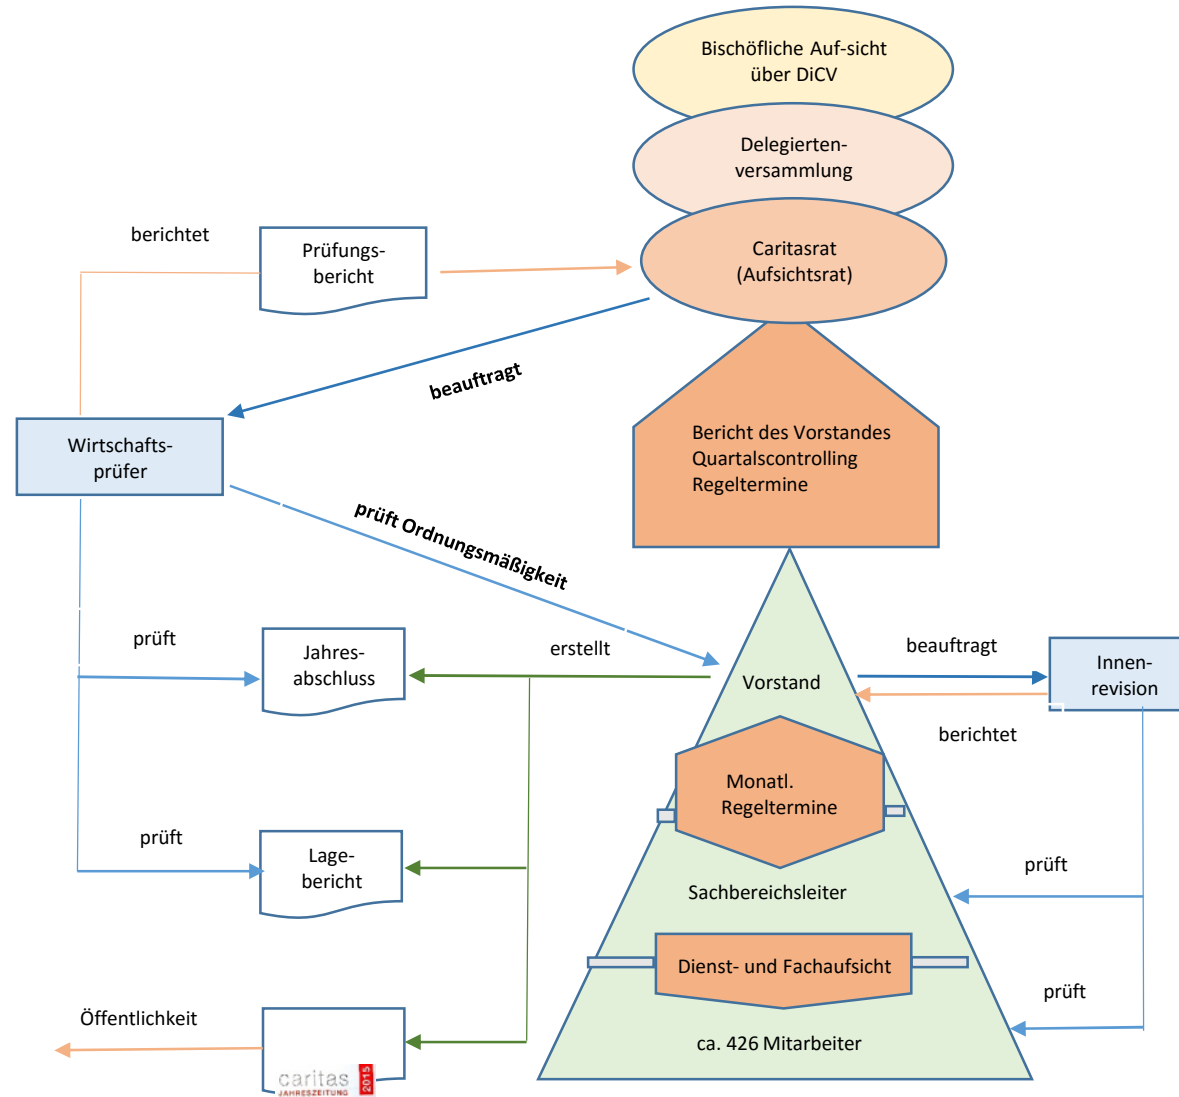 Bischöfliche Auf-sicht
über DiCV
Delegierten-
versammlung
berichtet
Prüfungs-
bericht
Caritasrat
(Aufsichtsrat)
beauftragt
Wirtschafts-
prüfer
Bericht des Vorstandes
Quartalscontrolling
Regeltermine
prüft Ordnungsmäßigkeit
prüft
Jahres-
abschluss
erstellt
Vorstand
beauftragt
Innen-
revision
berichtet
Monatl.
Regeltermine
prüft
Lage-
bericht
Sachbereichsleiter
prüft
Dienst- und Fachaufsicht
prüft
Öffentlichkeit
ca. 426 Mitarbeiter
caritas
JAHRESZEITUNG
2015